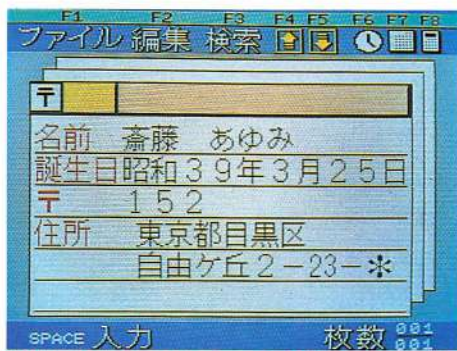 F1 F2 F3 F4 F5 F6 F7 F8
ファイル 編集 検索
〒
名前 斎藤 あゆみ
誕生日昭和39年3月25日
〒 152
住所 東京都目黒区
自由ケ丘2-23-*
SPACE 入力 枚数 001
001